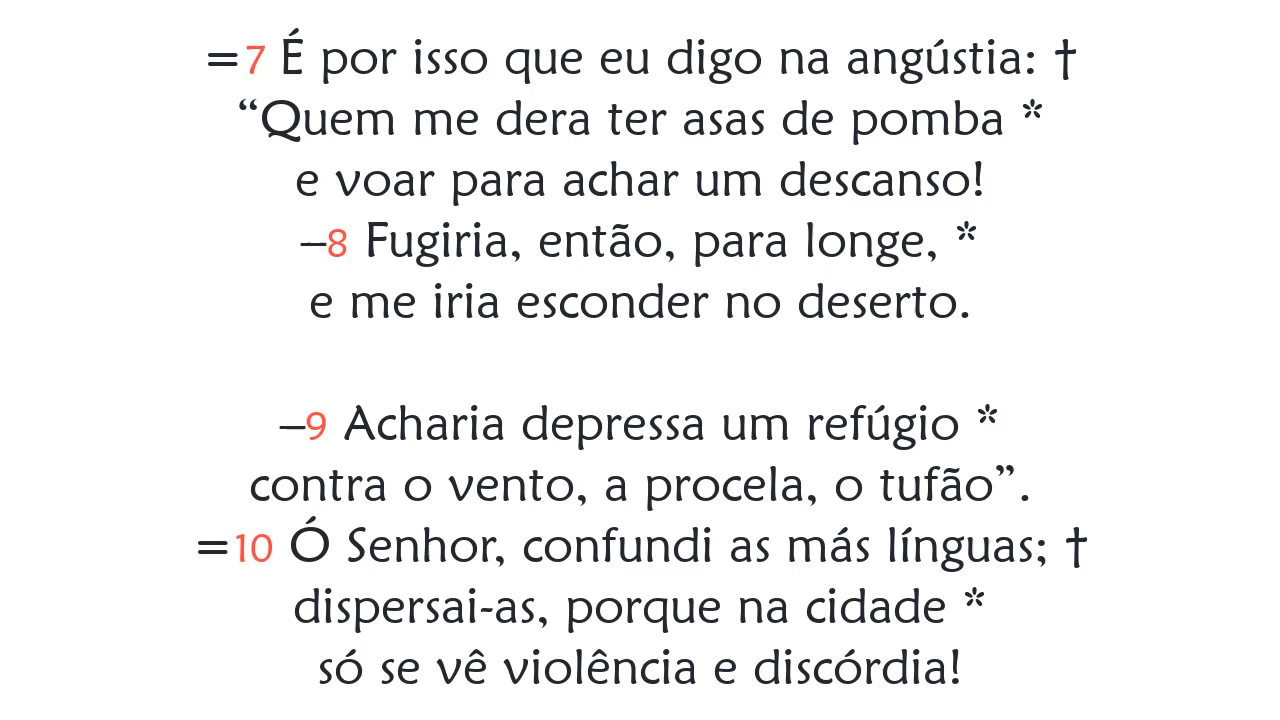 =7 É por isso que eu digo na angústia: †
“Quem me dera ter asas de pomba *
e voar para achar um descanso!
–8 Fugiria, então, para longe, *
e me iria esconder no deserto.
–9 Acharia depressa um refúgio *
contra o vento, a procela, o tufão”.
=10 Ó Senhor, confundi as más línguas; †
dispersai-as, porque na cidade *
só se vê violência e discórdia!